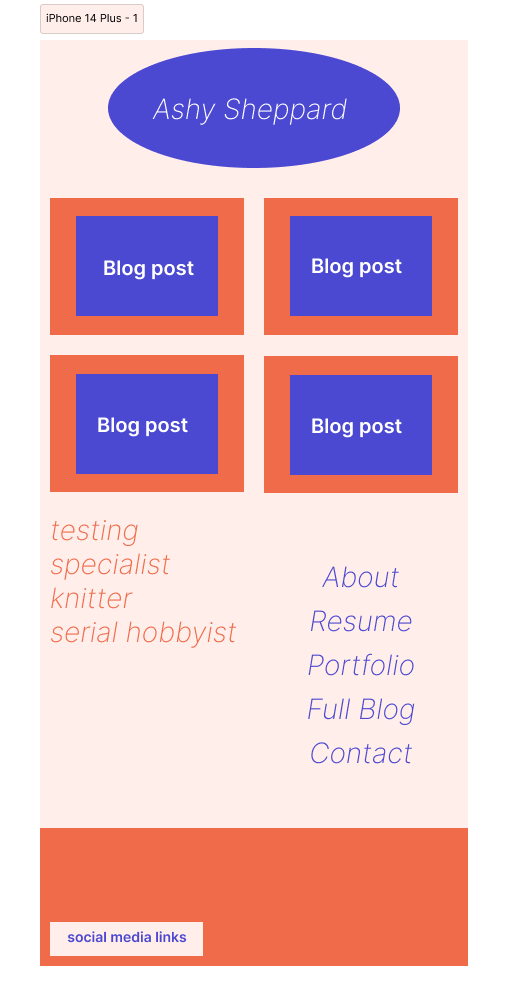 iPhone 14 Plus - 1
Ashy Sheppard
Blog post
Blog post
Blog post
Blog post
testing
specialist
knitter
serial hobbyist
About
Resume
Portfolio
Full Blog
Contact
social media links